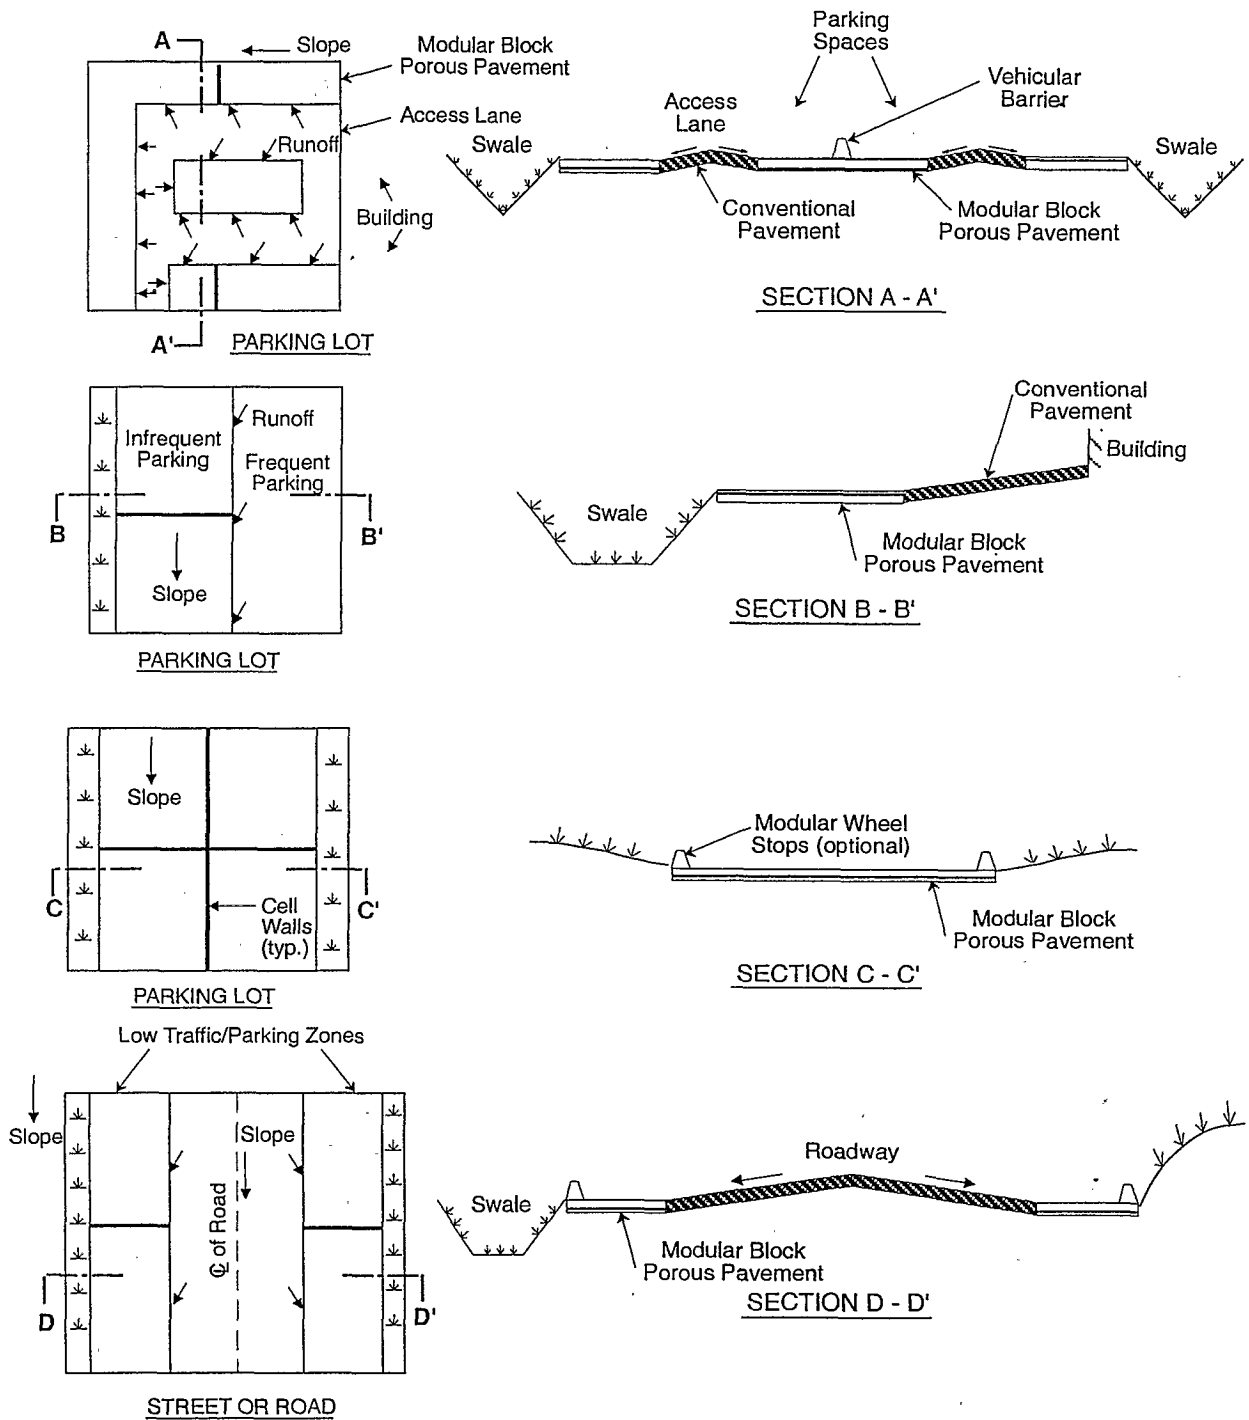 A
Slope
Modular Block
Porous Pavement
Access Lane
Runoff
Building
A'
PARKING LOT
Parking
Spaces
Vehicular
Barrier
Access
Lane
Swale
Swale
Conventional
Pavement
Modular Block
Porous Pavement
SECTION A - A'
Runoff
Infrequent
Parking
Frequent
Parking
B
B'
Slope
PARKING LOT
Conventional
Pavement
Building
Swale
Modular Block
Porous Pavement
SECTION B - B'
Slope
C
C'
Cell
Walls
(typ.)
PARKING LOT
Modular Wheel
Stops (optional)
Modular Block
Porous Pavement
SECTION C - C'
Low Traffic/Parking Zones
Slope
Slope
℄ of Road
D
D'
STREET OR ROAD
Roadway
Swale
Modular Block
Porous Pavement
SECTION D - D'